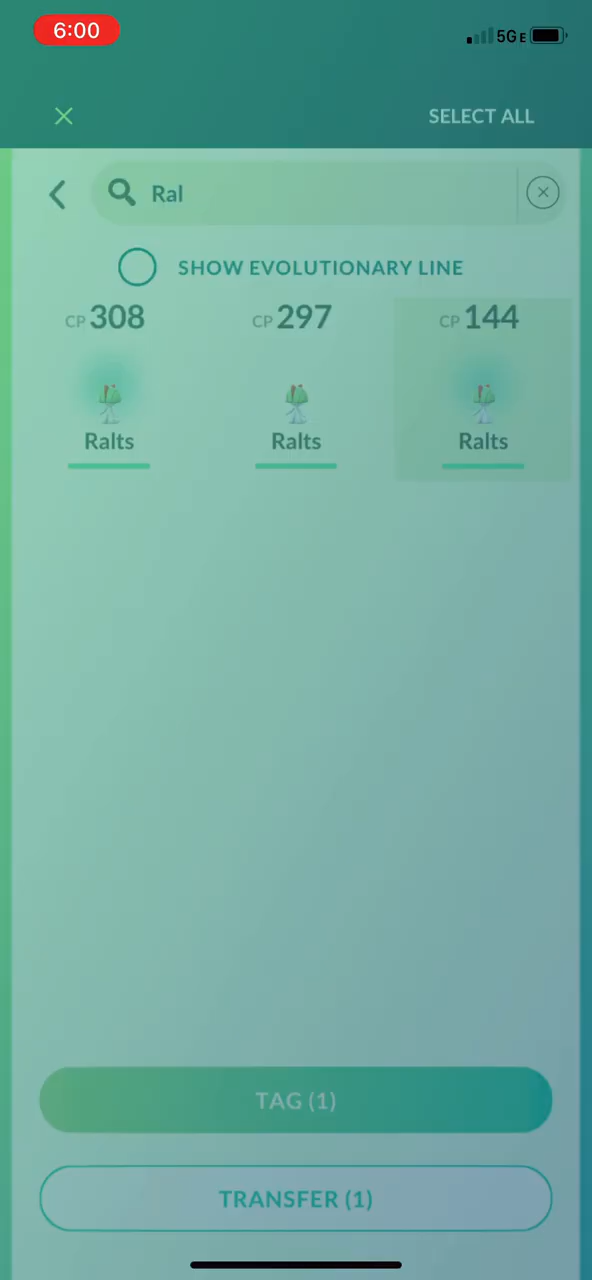 6:00
5GE
SELECT ALL
Ral
SHOW EVOLUTIONARY LINE
CP 308
CP 297
CP 144
Ralts
Ralts
Ralts
TAG (1)
TRANSFER (1)